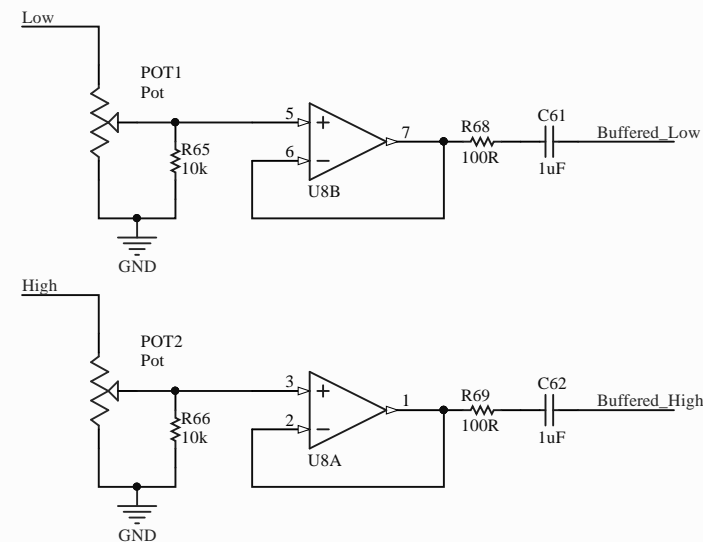 Low
POT1
Pot
R65
10k
5
6
7
U8B
R68
100R
C61
1uF
Buffered_Low
GND
High
POT2
Pot
R66
10k
3
2
1
U8A
R69
100R
C62
1uF
Buffered_High
GND